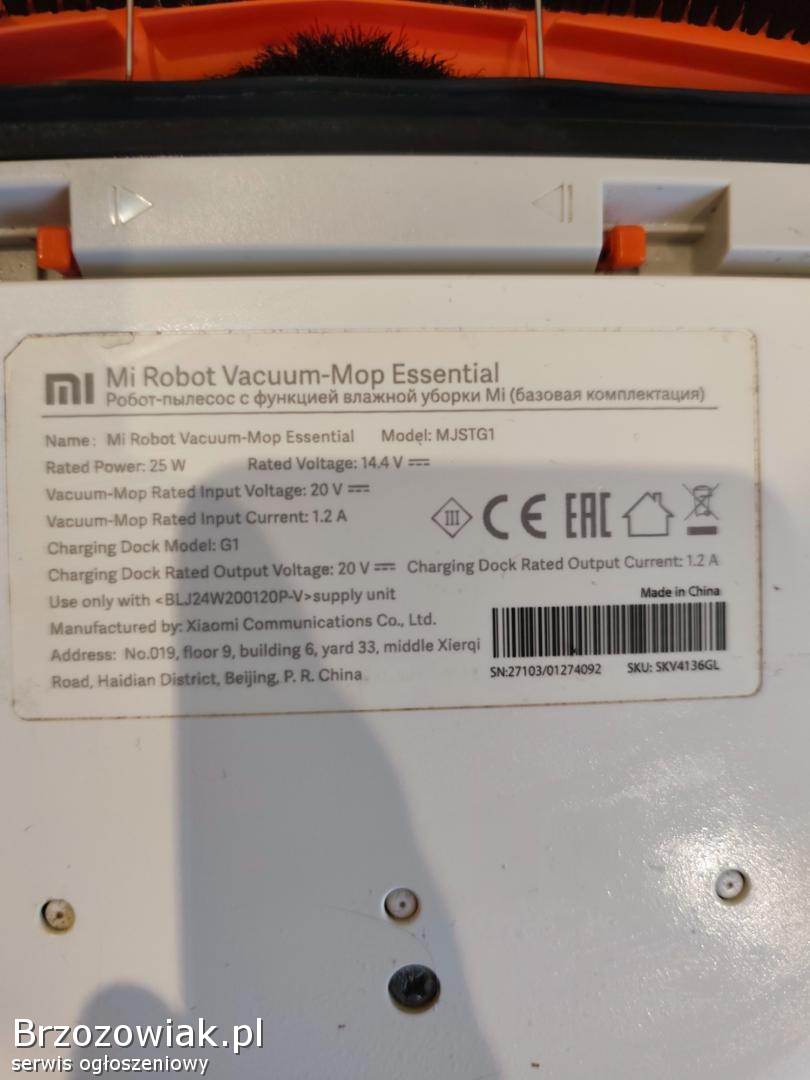 mi Mi Robot Vacuum-Mop Essential
Робот-пылесос с функцией влажной уборки Mi (базовая комплектация)
Name: Mi Robot Vacuum-Mop Essential Model: MJSTG1
Rated Power: 25 W Rated Voltage: 14.4 V ⎓
Vacuum-Mop Rated Input Voltage: 20 V ⎓
Vacuum-Mop Rated Input Current: 1.2 A
III CE EAC
Charging Dock Model: G1
Charging Dock Rated Output Voltage: 20 V ⎓ Charging Dock Rated Output Current: 1.2 A
Use only with <BLJ24W200120P-V>supply unit
Made in China
Manufactured by: Xiaomi Communications Co., Ltd.
Address: No.019, floor 9, building 6, yard 33, middle Xierqi
Road, Haidian District, Beijing, P. R. China
SN:27103/01274092 SKU: SKV4136GL
Brzozowiak.pl
serwis ogłoszeniowy